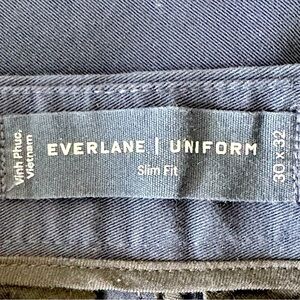 Vinh Phuc,
Vietnam
EVERLANE | UNIFORM
Slim Fit
30 x 32